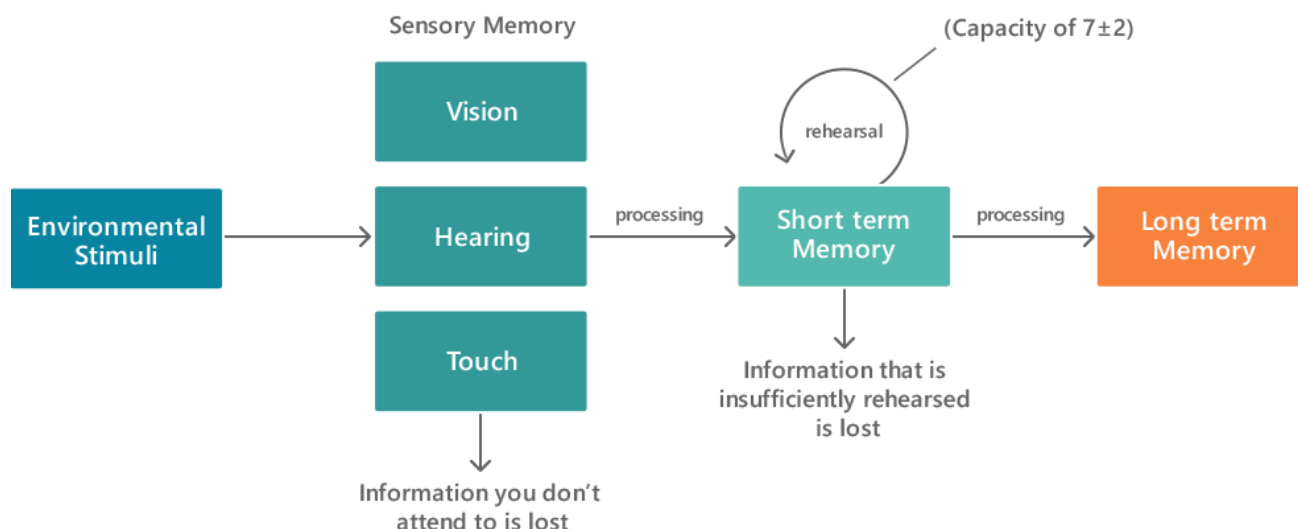 Sensory Memory
(Capacity of 7±2)
Vision
rehearsal
Environmental
Stimuli
Hearing
processing
Short term
Memory
processing
Long term
Memory
Touch
Information that is
insufficiently rehearsed
is lost
Information you don’t
attend to is lost